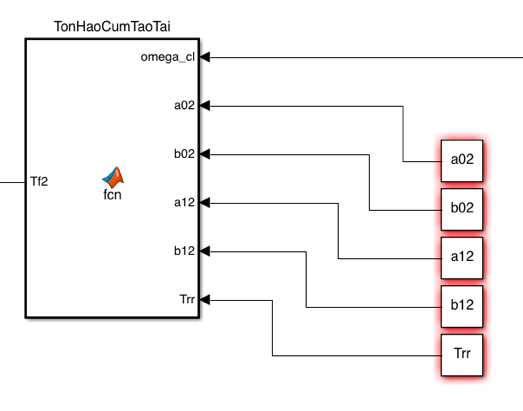 TonHaoCumTaoTai
omega_cl
a02
b02
a12
b12
Trr
Tf2
fcn
a02
b02
a12
b12
Trr